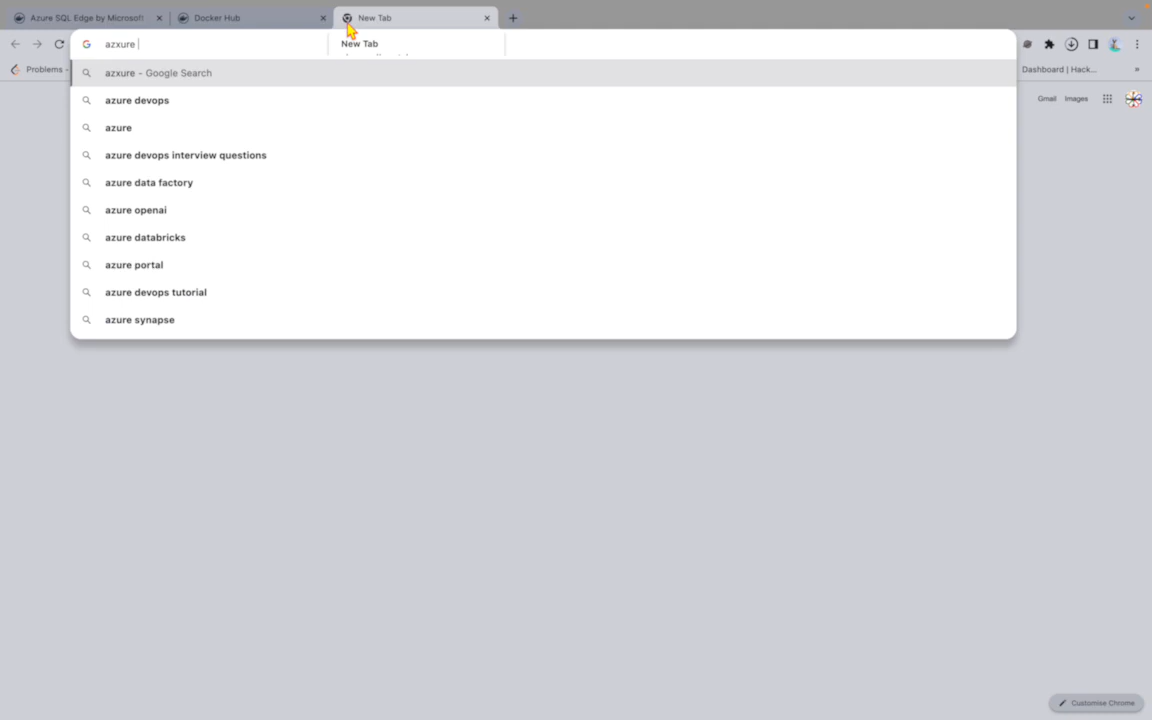 Azure SQL Edge by Microsoft
Docker Hub
New Tab
azxure
New Tab
Problems -
Dashboard | Hack...
azxure - Google Search
Gmail
Images
azure devops
azure
azure devops interview questions
azure data factory
azure openai
azure databricks
azure portal
azure devops tutorial
azure synapse
Customise Chrome